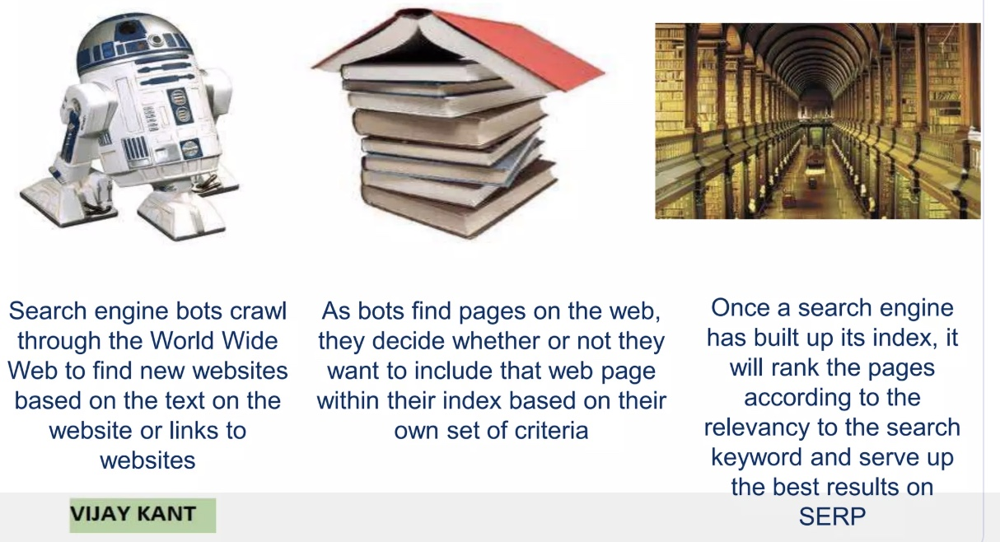 Search engine bots crawl
through the World Wide
Web to find new websites
based on the text on the
website or links to
websites
As bots find pages on the web,
they decide whether or not they
want to include that web page
within their index based on their
own set of criteria
Once a search engine
has built up its index, it
will rank the pages
according to the
relevancy to the search
keyword and serve up
the best results on
SERP
VIJAY KANT